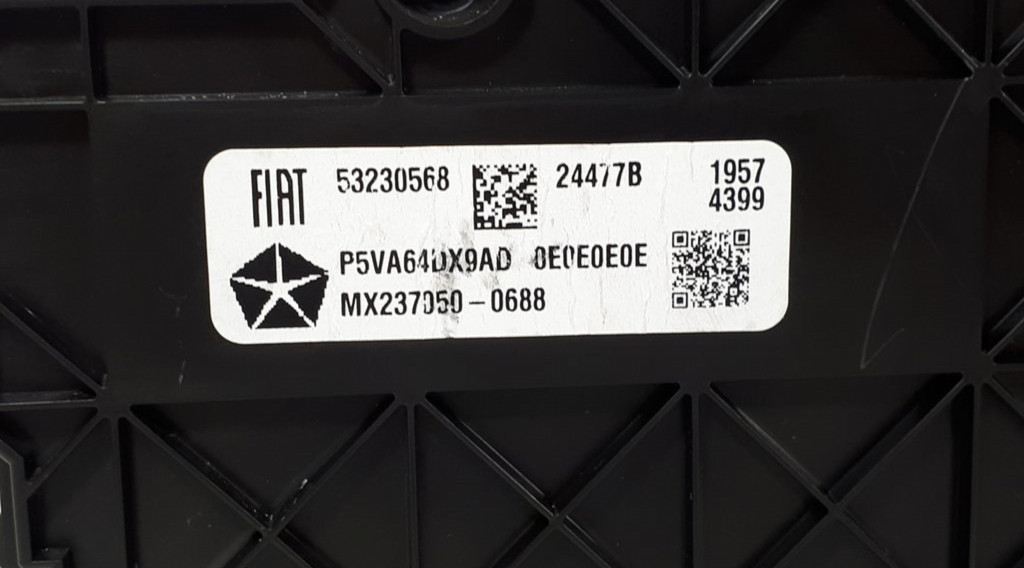 FIAT 53230568 24477B 1957
4399
P5VA64DX9AD 0E0E0E0E
MX237050-0688